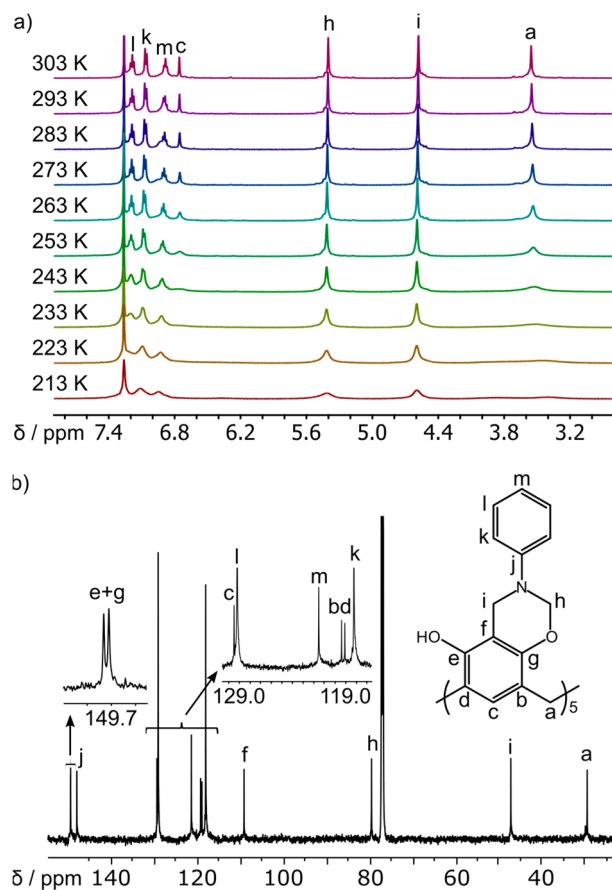 a)
l k m c h i a
303 K
293 K
283 K
273 K
263 K
253 K
243 K
233 K
223 K
213 K
δ / ppm 7.4 6.8 6.2 5.6 5.0 4.4 3.8 3.2
b)
m
l
k
j
N
i h
f O
HO
e g
d b
c a 5
e+g
149.7
c l m bd k
129.0 119.0
j f h i a
δ / ppm 140 120 100 80 60 40 20